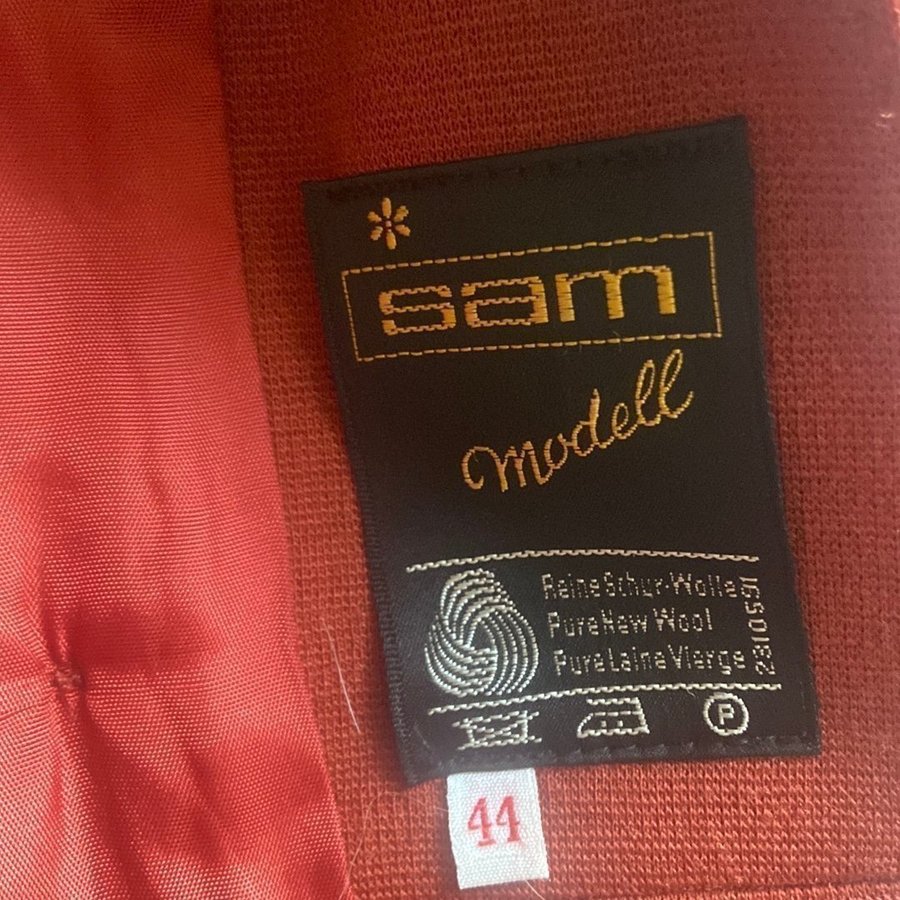 sam
Modell
Reine Schur-Wolle
Pure New Wool
Pure Laine Vierge
P
44